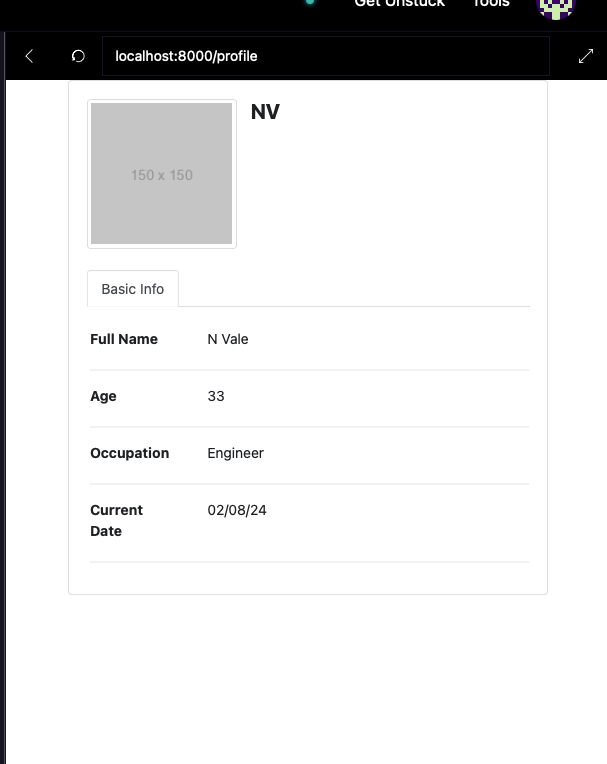 Get Unstuck Tools
localhost:8000/profile
NV
150 x 150
Basic Info
Full Name N Vale
Age 33
Occupation Engineer
Current 02/08/24
Date